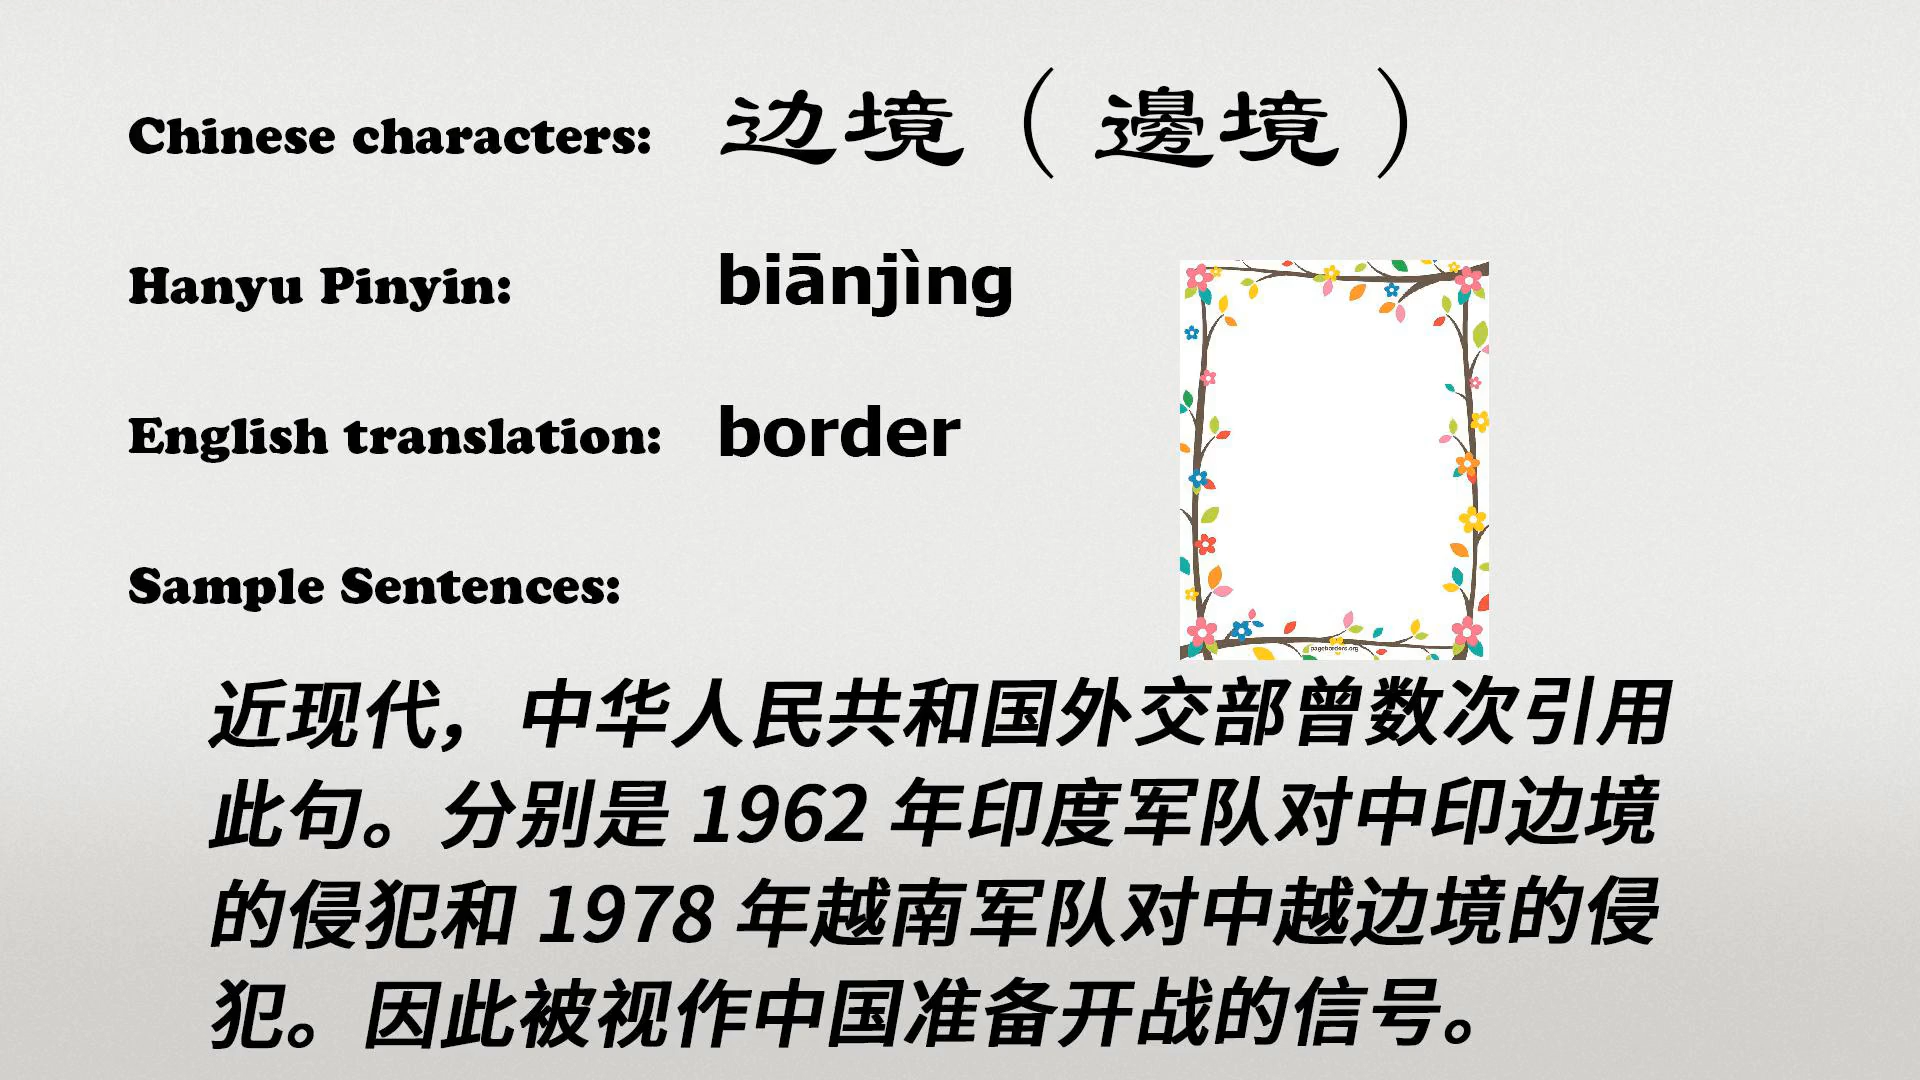 Chinese characters: 边境（邊境）
Hanyu Pinyin: biānjìng
English translation: border
Sample Sentences:
pageborders.org
近现代，中华人民共和国外交部曾数次引用
此句。分别是 1962 年印度军队对中印边境
的侵犯和 1978 年越南军队对中越边境的侵
犯。因此被视作中国准备开战的信号。